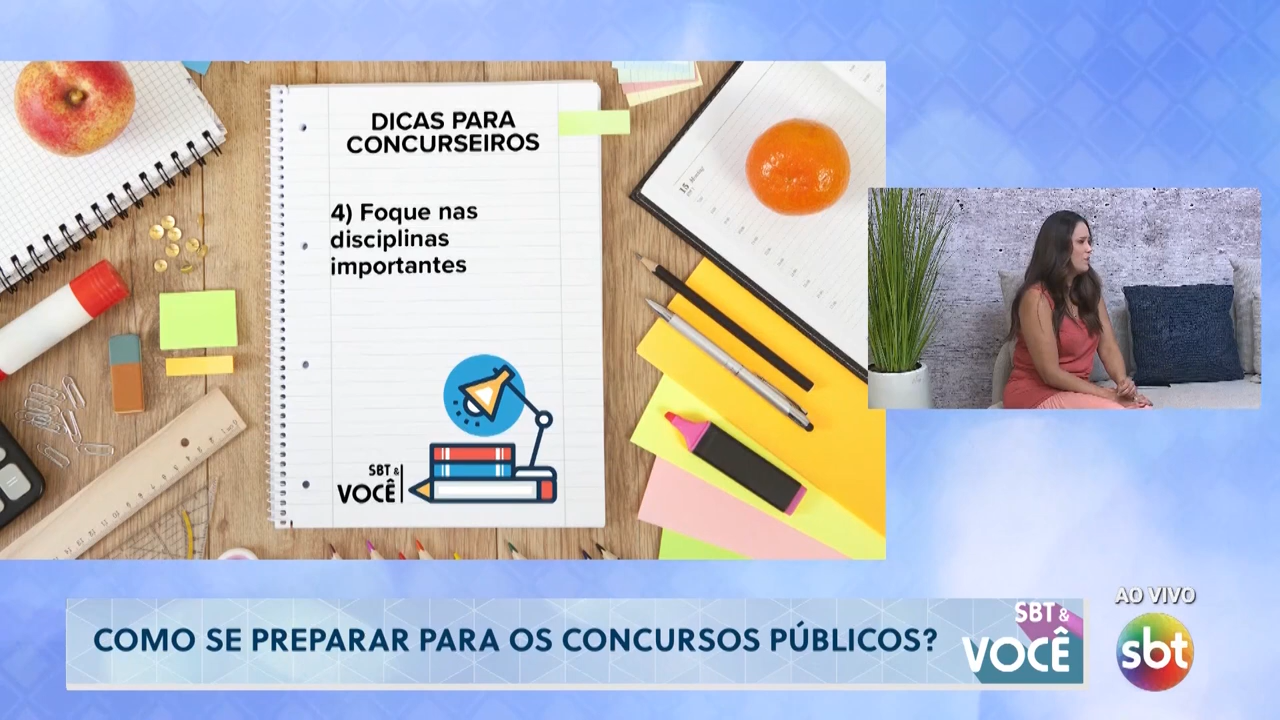 DICAS PARA
CONCURSEIROS
4) Foque nas
disciplinas
importantes
SBT &
VOCÊ
15
COMO SE PREPARAR PARA OS CONCURSOS PÚBLICOS?
SBT &
VOCÊ
AO VIVO
sbt